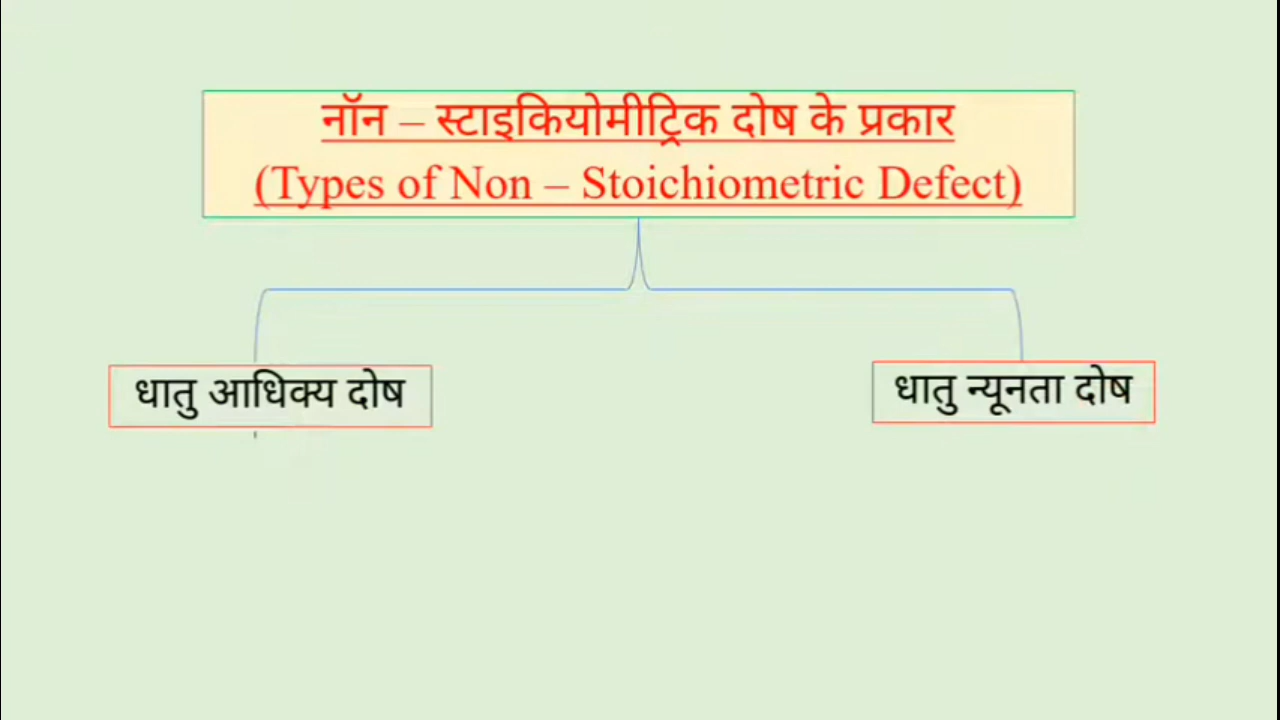 नॉन – स्टाइकियोमीट्रिक दोष के प्रकार
(Types of Non – Stoichiometric Defect)
धातु आधिक्य दोष
धातु न्यूनता दोष